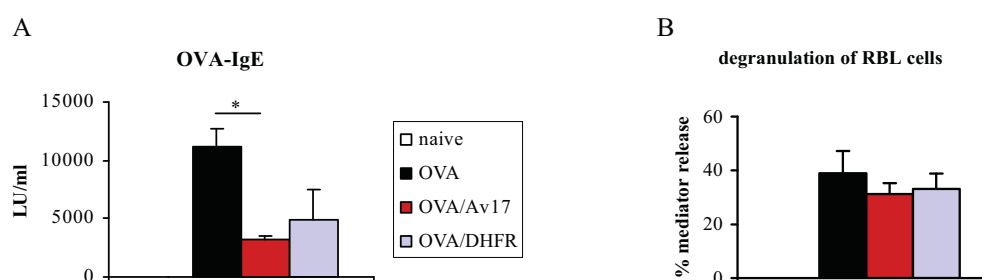 A
OVA-IgE
LU/ml
15000
10000
5000
0
*
naive
OVA
OVA/Av17
OVA/DHFR
B
degranulation of RBL cells
% mediator release
60
40
20
0